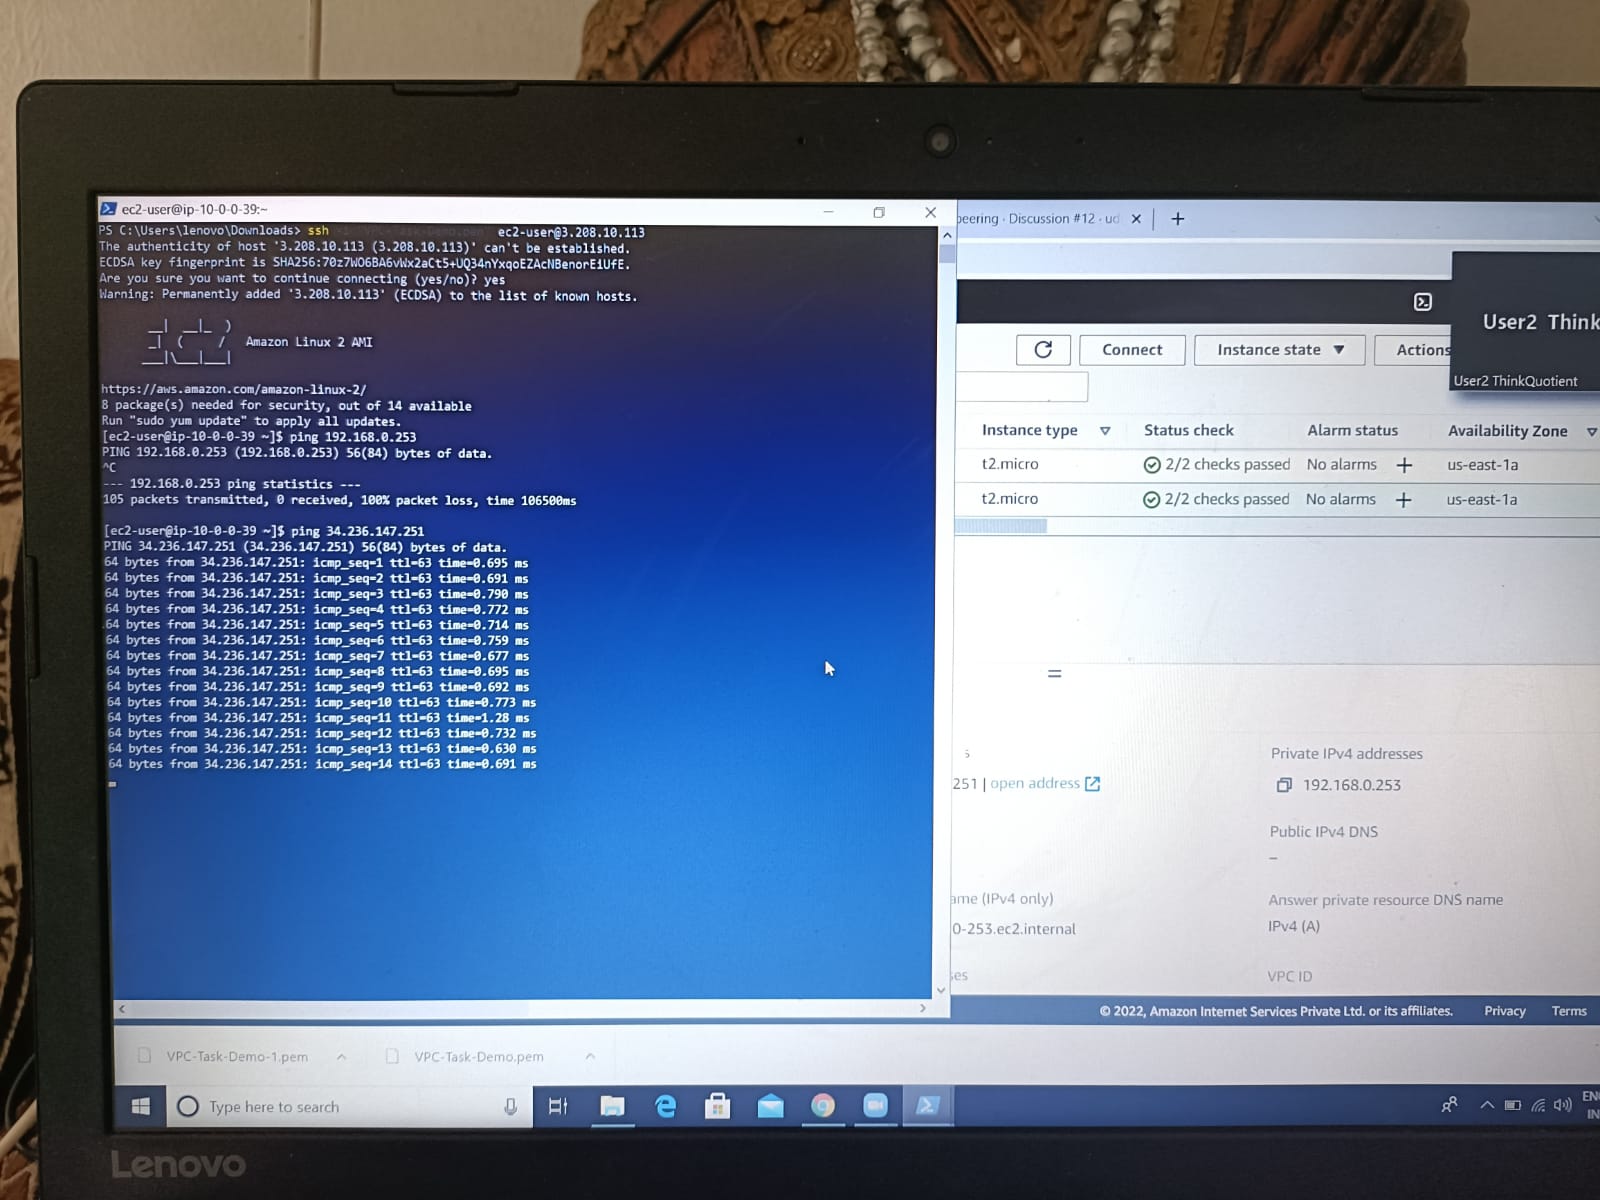 ec2-user@ip-10-0-0-39:~
PS C:\Users\lenovo\Downloads> ssh ec2-user@3.208.10.113
The authenticity of host '3.208.10.113 (3.208.10.113)' can't be established.
ECDSA key fingerprint is SHA256:70z7WO6BA6vWx2aCt5+UQ34nYxqoEZAcNBenorEiUfE.
Are you sure you want to continue connecting (yes/no)? yes
Warning: Permanently added '3.208.10.113' (ECDSA) to the list of known hosts.
__| __|_ )
_| ( / Amazon Linux 2 AMI
___|\___|___|
https://aws.amazon.com/amazon-linux-2/
8 package(s) needed for security, out of 14 available
Run "sudo yum update" to apply all updates.
[ec2-user@ip-10-0-0-39 ~]$ ping 192.168.0.253
PING 192.168.0.253 (192.168.0.253) 56(84) bytes of data.
^C
--- 192.168.0.253 ping statistics ---
105 packets transmitted, 0 received, 100% packet loss, time 106500ms
[ec2-user@ip-10-0-0-39 ~]$ ping 34.236.147.251
PING 34.236.147.251 (34.236.147.251) 56(84) bytes of data.
64 bytes from 34.236.147.251: icmp_seq=1 ttl=63 time=0.695 ms
64 bytes from 34.236.147.251: icmp_seq=2 ttl=63 time=0.691 ms
64 bytes from 34.236.147.251: icmp_seq=3 ttl=63 time=0.790 ms
64 bytes from 34.236.147.251: icmp_seq=4 ttl=63 time=0.772 ms
64 bytes from 34.236.147.251: icmp_seq=5 ttl=63 time=0.714 ms
64 bytes from 34.236.147.251: icmp_seq=6 ttl=63 time=0.759 ms
64 bytes from 34.236.147.251: icmp_seq=7 ttl=63 time=0.677 ms
64 bytes from 34.236.147.251: icmp_seq=8 ttl=63 time=0.695 ms
64 bytes from 34.236.147.251: icmp_seq=9 ttl=63 time=0.692 ms
64 bytes from 34.236.147.251: icmp_seq=10 ttl=63 time=0.773 ms
64 bytes from 34.236.147.251: icmp_seq=11 ttl=63 time=1.28 ms
64 bytes from 34.236.147.251: icmp_seq=12 ttl=63 time=0.732 ms
64 bytes from 34.236.147.251: icmp_seq=13 ttl=63 time=0.630 ms
64 bytes from 34.236.147.251: icmp_seq=14 ttl=63 time=0.691 ms
peering · Discussion #12 · ud
User2 Think
User2 ThinkQuotient
Connect Instance state Actions
Instance type Status check Alarm status Availability Zone
t2.micro 2/2 checks passed No alarms + us-east-1a
t2.micro 2/2 checks passed No alarms + us-east-1a
s Private IPv4 addresses
251 | open address 192.168.0.253
Public IPv4 DNS
–
ame (IPv4 only) Answer private resource DNS name
0-253.ec2.internal IPv4 (A)
ses VPC ID
© 2022, Amazon Internet Services Private Ltd. or its affiliates. Privacy Terms
VPC-Task-Demo-1.pem VPC-Task-Demo.pem
Type here to search
EN
IN
Lenovo